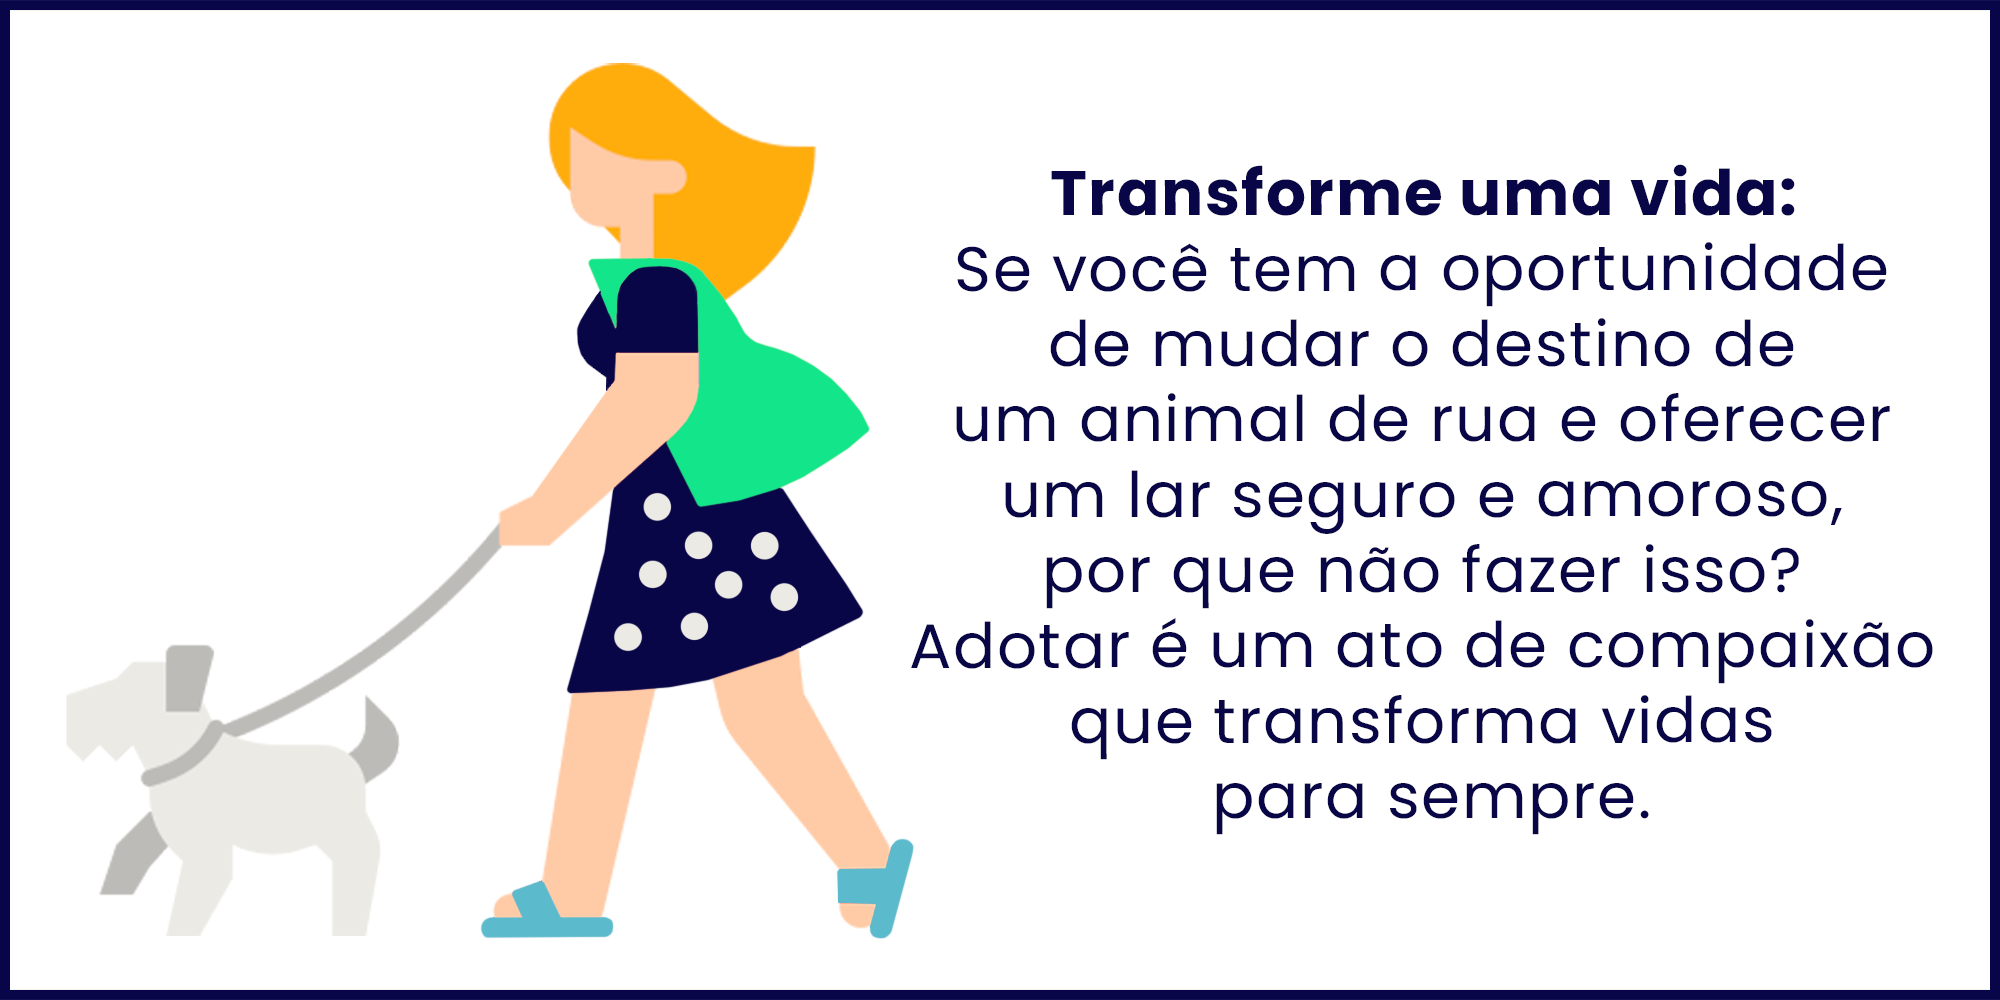 Transforme uma vida:
Se você tem a oportunidade
de mudar o destino de
um animal de rua e oferecer
um lar seguro e amoroso,
por que não fazer isso?
Adotar é um ato de compaixão
que transforma vidas
para sempre.